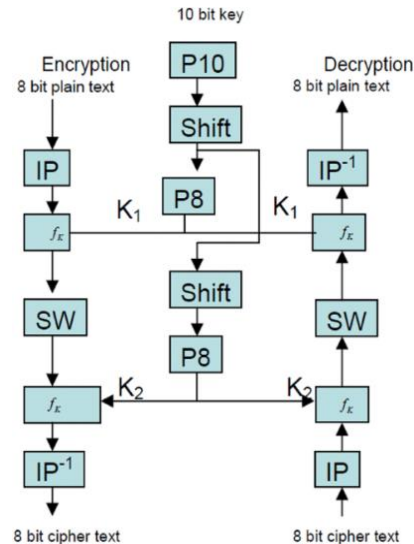 10 bit key
Encryption
8 bit plain text
P10
Decryption
8 bit plain text
Shift
IP
IP⁻¹
P8
K₁
K₁
fK
fK
Shift
SW
SW
P8
K₂
K₂
fK
fK
IP⁻¹
IP
8 bit cipher text
8 bit cipher text